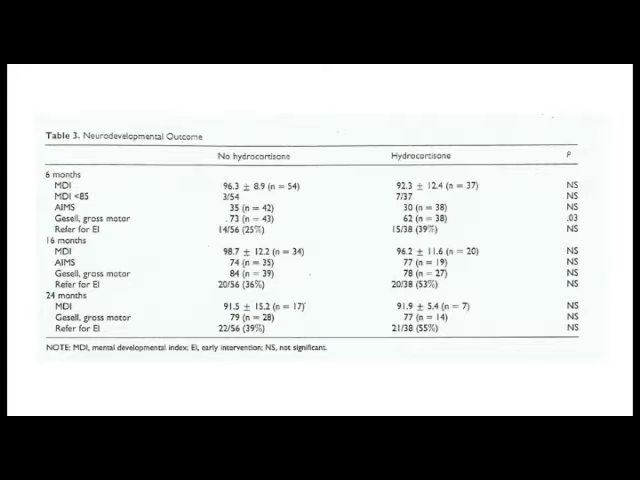 Table 3. Neurodevelopmental Outcome
No hydrocortisone Hydrocortisone P
6 months
MDI 96.3 ± 8.9 (n = 54) 92.3 ± 12.4 (n = 37) NS
MDI <85 3/54 7/37 NS
AIMS 35 (n = 42) 30 (n = 38) NS
Gesell, gross motor .73 (n = 43) 62 (n = 38) .03
Refer for EI 14/56 (25%) 15/38 (39%) NS
16 months
MDI 98.7 ± 12.2 (n = 34) 96.2 ± 11.6 (n = 20) NS
AIMS 74 (n = 35) 77 (n = 19) NS
Gesell, gross motor 84 (n = 39) 78 (n = 27) NS
Refer for EI 20/56 (36%) 20/38 (53%) NS
24 months
MDI 91.5 ± 15.2 (n = 17) 91.9 ± 5.4 (n = 7) NS
Gesell, gross motor 79 (n = 28) 77 (n = 14) NS
Refer for EI 22/56 (39%) 21/38 (55%) NS
NOTE: MDI, mental developmental index; EI, early intervention; NS, not significant.